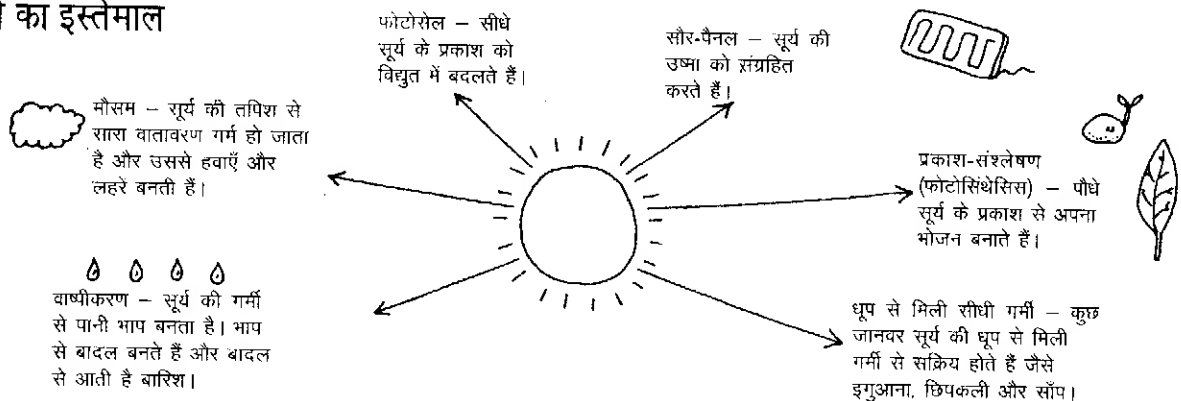 का इस्तेमाल
फोटोसेल – सीधे
सूर्य के प्रकाश को
विद्युत में बदलते हैं।
सौर-पैनल – सूर्य की
उष्मा को संग्रहित
करते हैं।
मौसम – सूर्य की तपिश से
सारा वातावरण गर्म हो जाता
है और उससे हवाएँ और
लहरें बनती हैं।
प्रकाश-संश्लेषण
(फोटोसिंथेसिस) – पौधे
सूर्य के प्रकाश से अपना
भोजन बनाते हैं।
वाष्पीकरण – सूर्य की गर्मी
से पानी भाप बनता है। भाप
से बादल बनते हैं और बादल
से आती है बारिश।
धूप से मिली सीधी गर्मी – कुछ
जानवर सूर्य की धूप से मिली
गर्मी से सक्रिय होते हैं जैसे
इगुआना, छिपकली और साँप।